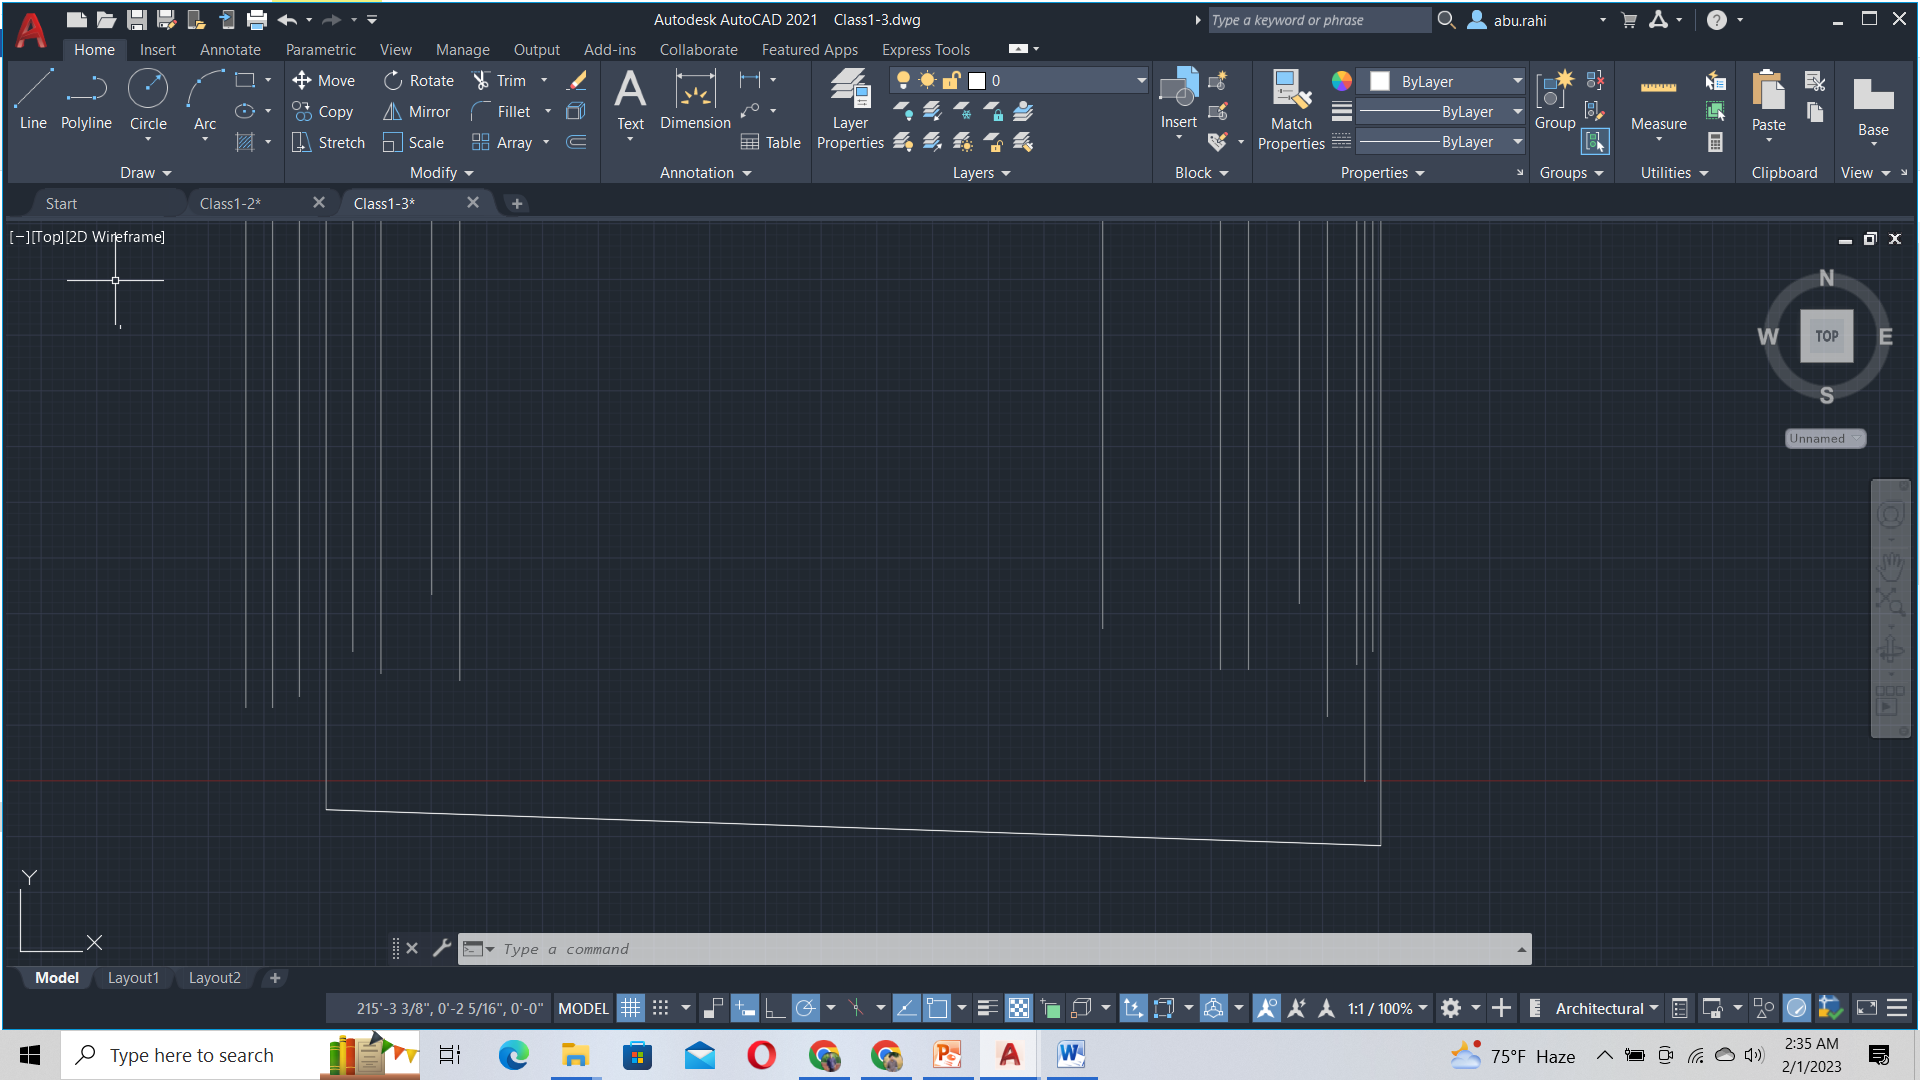 Autodesk AutoCAD 2021 Class1-3.dwg
Type a keyword or phrase
abu.rahi
Home Insert Annotate Parametric View Manage Output Add-ins Collaborate Featured Apps Express Tools
Line Polyline Circle Arc
Move Rotate Trim
Copy Mirror Fillet
Stretch Scale Array
Text Dimension Table
Layer Properties
0
Insert
Match Properties
ByLayer
ByLayer
ByLayer
Group Measure Paste Base
Draw Modify Annotation Layers Block Properties Groups Utilities Clipboard View
Start Class1-2* Class1-3*
[−][Top][2D Wireframe]
N
W TOP E
S
Unnamed
Y
X
Type a command
Model Layout1 Layout2
215'-3 3/8", 0'-2 5/16", 0'-0" MODEL 1:1 / 100% Architectural
Type here to search
75°F Haze
2:35 AM
2/1/2023